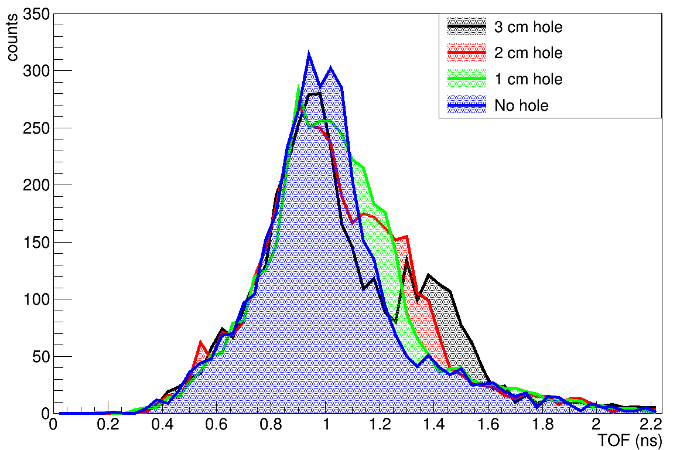 counts
350
300
250
200
150
100
50
0
3 cm hole
2 cm hole
1 cm hole
No hole
0 0.2 0.4 0.6 0.8 1 1.2 1.4 1.6 1.8 2 2.2
TOF (ns)